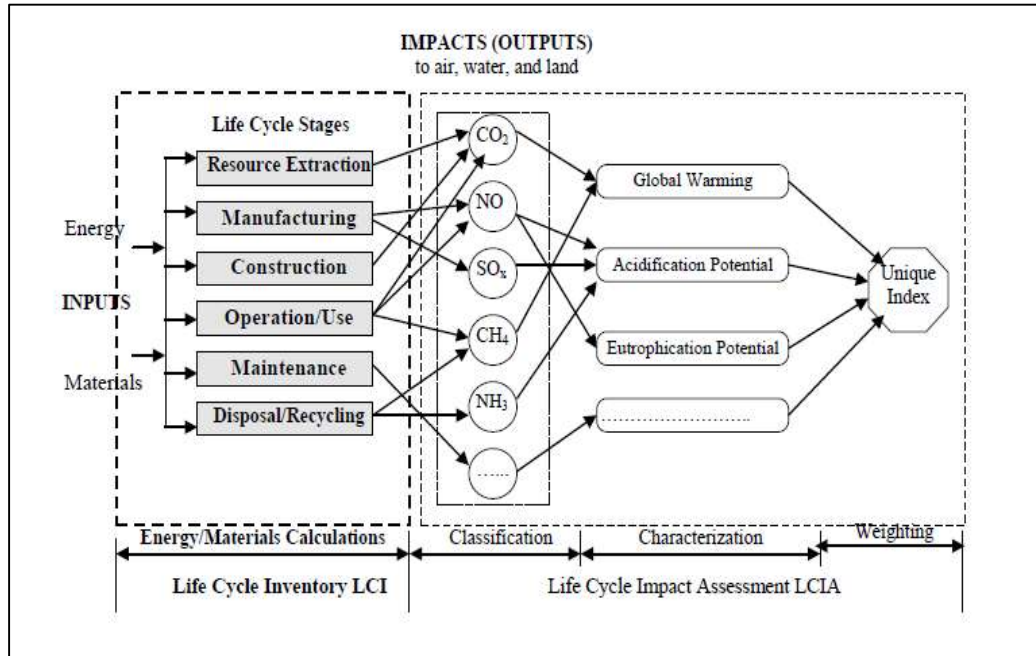 IMPACTS (OUTPUTS)
to air, water, and land
Life Cycle Stages
Resource Extraction
Manufacturing
Construction
Operation/Use
Maintenance
Disposal/Recycling
Energy
INPUTS
Materials
CO₂
NO
SOₓ
CH₄
NH₃
…...
Global Warming
Acidification Potential
Eutrophication Potential
……………………….
Unique
Index
Energy/Materials Calculations
Classification
Characterization
Weighting
Life Cycle Inventory LCI
Life Cycle Impact Assessment LCIA